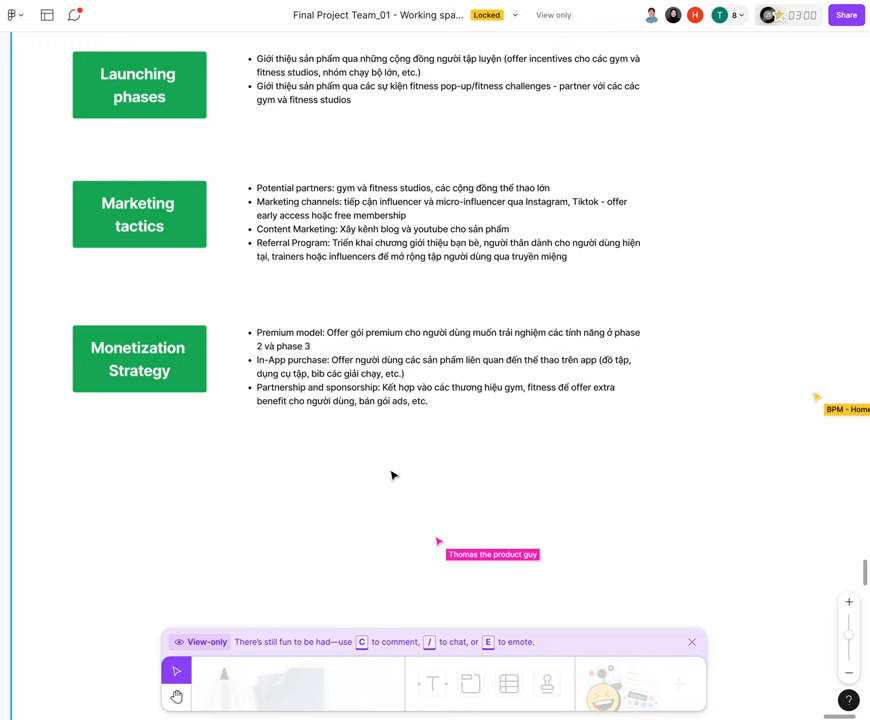 Final Project Team_01 - Working spa...
Locked
View only
H
T
8
03:00
Share
Launching
phases
• Giới thiệu sản phẩm qua những cộng đồng người tập luyện (offer incentives cho các gym và
fitness studios, nhóm chạy bộ lớn, etc.)
• Giới thiệu sản phẩm qua các sự kiện fitness pop-up/fitness challenges - partner với các các
gym và fitness studios
Marketing
tactics
• Potential partners: gym và fitness studios, các cộng đồng thể thao lớn
• Marketing channels: tiếp cận influencer và micro-influencer qua Instagram, Tiktok - offer
early access hoặc free membership
• Content Marketing: Xây kênh blog và youtube cho sản phẩm
• Referral Program: Triển khai chương giới thiệu bạn bè, người thân dành cho người dùng hiện
tại, trainers hoặc influencers để mở rộng tập người dùng qua truyền miệng
Monetization
Strategy
• Premium model: Offer gói premium cho người dùng muốn trải nghiệm các tính năng ở phase
2 và phase 3
• In-App purchase: Offer người dùng các sản phẩm liên quan đến thể thao trên app (đồ tập,
dụng cụ tập, bib các giải chạy, etc.)
• Partnership and sponsorship: Kết hợp vào các thương hiệu gym, fitness để offer extra
benefit cho người dùng, bán gói ads, etc.
BPM - Home
Thomas the product guy
View-only There's still fun to be had—use C to comment, / to chat, or E to emote.
T
?